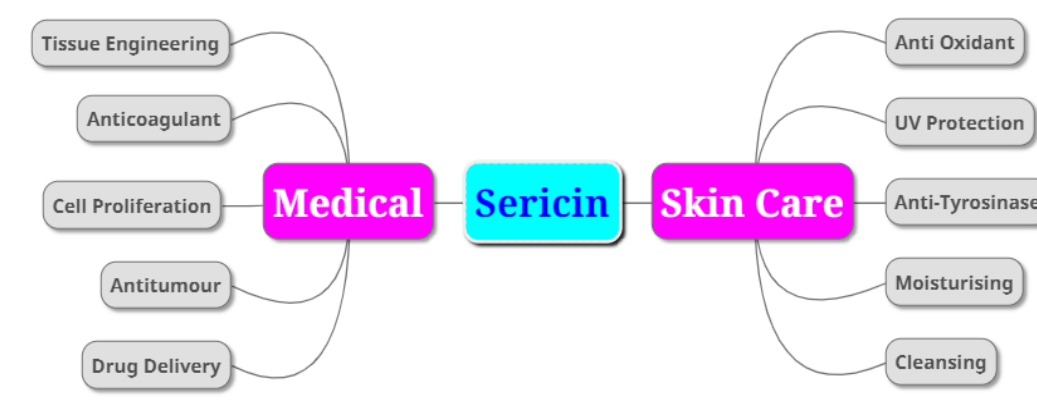 Tissue Engineering
Anticoagulant
Cell Proliferation
Antitumour
Drug Delivery
Medical
Sericin
Skin Care
Anti Oxidant
UV Protection
Anti-Tyrosinase
Moisturising
Cleansing